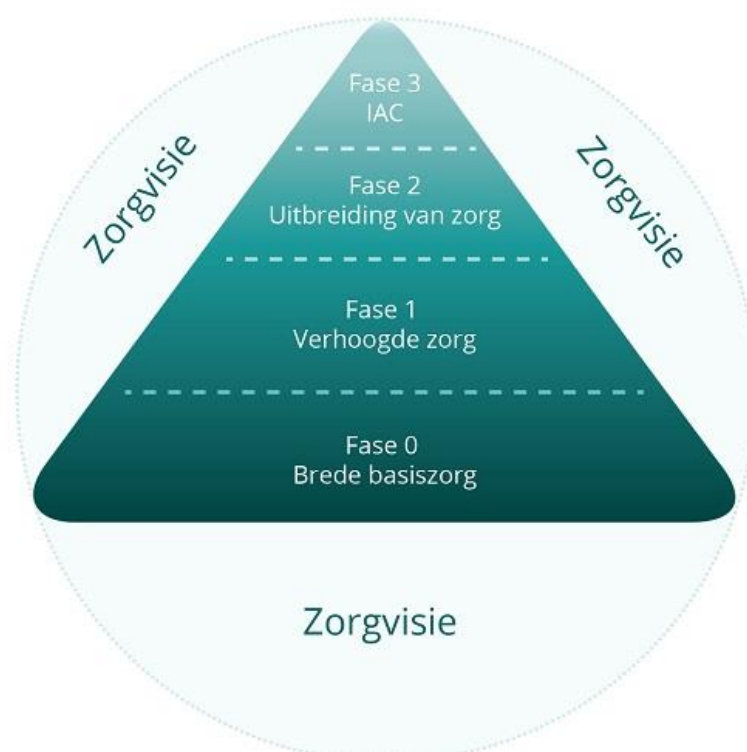 Fase 3
IAC
Zorgvisie
Zorgvisie
Fase 2
Uitbreiding van zorg
Fase 1
Verhoogde zorg
Fase 0
Brede basiszorg
Zorgvisie